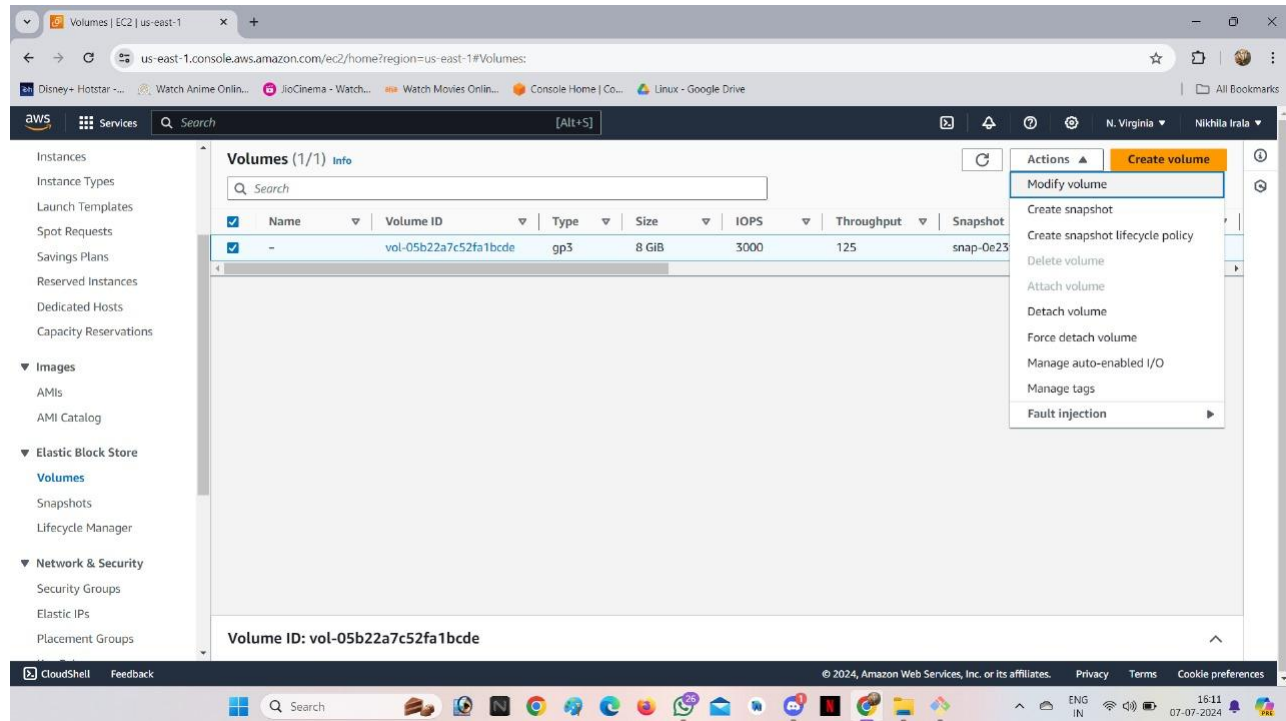 Volumes | EC2 | us-east-1
us-east-1.console.aws.amazon.com/ec2/home?region=us-east-1#Volumes:
Disney+ Hotstar -... Watch Anime Onlin... JioCinema - Watch... Watch Movies Onlin... Console Home | Co... Linux - Google Drive All Bookmarks
aws Services Search [Alt+S] N. Virginia Nikhila Irala
Instances
Instance Types
Launch Templates
Spot Requests
Savings Plans
Reserved Instances
Dedicated Hosts
Capacity Reservations
Images
AMIs
AMI Catalog
Elastic Block Store
Volumes
Snapshots
Lifecycle Manager
Network & Security
Security Groups
Elastic IPs
Placement Groups
Volumes (1/1) Info
Actions Create volume
Search
Name Volume ID Type Size IOPS Throughput Snapshot
- vol-05b22a7c52fa1bcde gp3 8 GiB 3000 125 snap-0e23
Modify volume
Create snapshot
Create snapshot lifecycle policy
Delete volume
Attach volume
Detach volume
Force detach volume
Manage auto-enabled I/O
Manage tags
Fault injection
Volume ID: vol-05b22a7c52fa1bcde
CloudShell Feedback © 2024, Amazon Web Services, Inc. or its affiliates. Privacy Terms Cookie preferences
Search 26 ENG 16:11
IN 07-07-2024